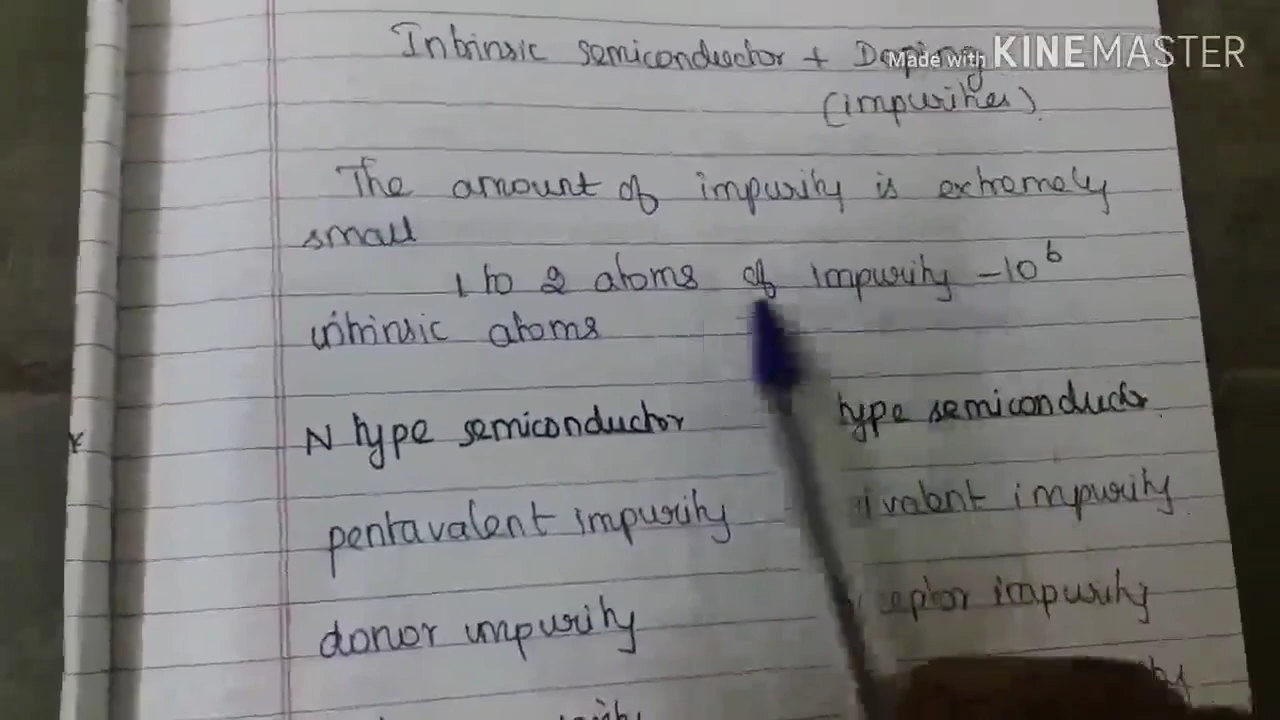 Intrinsic semiconductor + Doping
Made with KINEMASTER
(impurities)
The amount of impurity is extremely
small
1 to 2 atoms of impurity - 10^6
intrinsic atoms
N type semiconductor type semiconductor
pentavalent impurity ivalent impurity
donor impurity ceptor impurity